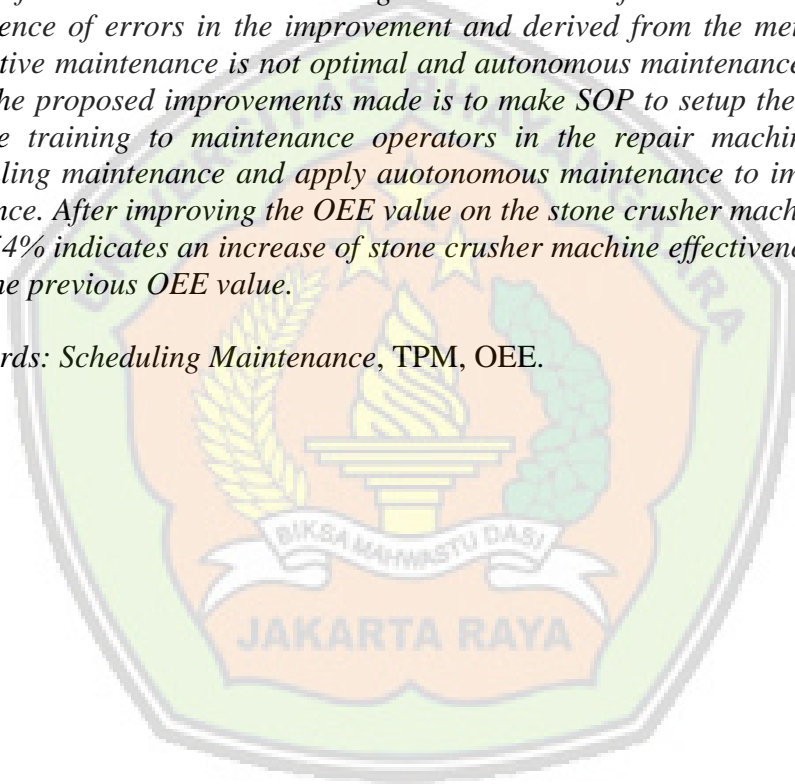 ence of errors in the improvement and derived from the met
tive maintenance is not optimal and autonomous maintenance
he proposed improvements made is to make SOP to setup the
e training to maintenance operators in the repair machin
ling maintenance and apply auotonomous maintenance to im
nce. After improving the OEE value on the stone crusher mach
4% indicates an increase of stone crusher machine effectiven
he previous OEE value.
rds: Scheduling Maintenance, TPM, OEE.
UNIVERSITAS BHAYANGKARA
BIKSA MAHWASTU DASI
JAKARTA RAYA